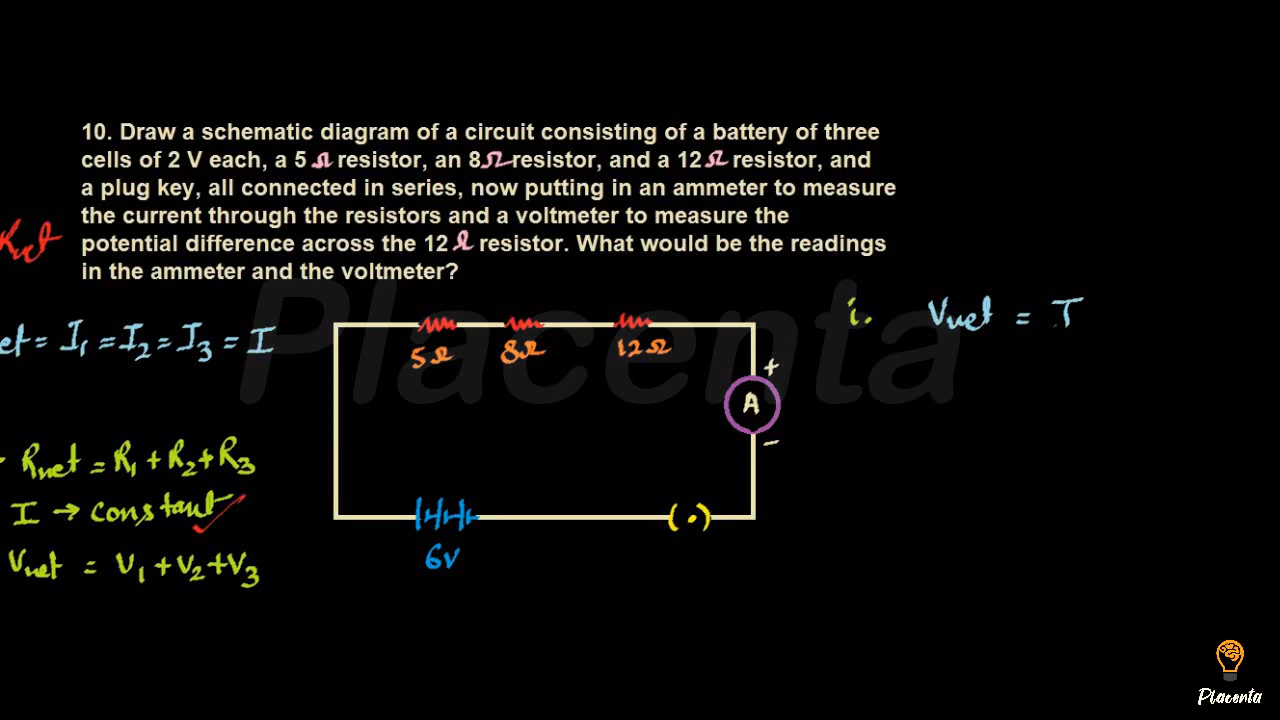 10. Draw a schematic diagram of a circuit consisting of a battery of three
cells of 2 V each, a 5 Ω resistor, an 8Ω resistor, and a 12 Ω resistor, and
a plug key, all connected in series, now putting in an ammeter to measure
the current through the resistors and a voltmeter to measure the
potential difference across the 12 Ω resistor. What would be the readings
in the ammeter and the voltmeter?
Rnet
et = I1 = I2 = I3 = I
Rnet = R1 + R2 + R3
I → constant
Vnet = V1 + V2 + V3
5Ω 8Ω 12Ω
+
A
−
6V
(.)
i. Vnet = I
Placenta
Placenta